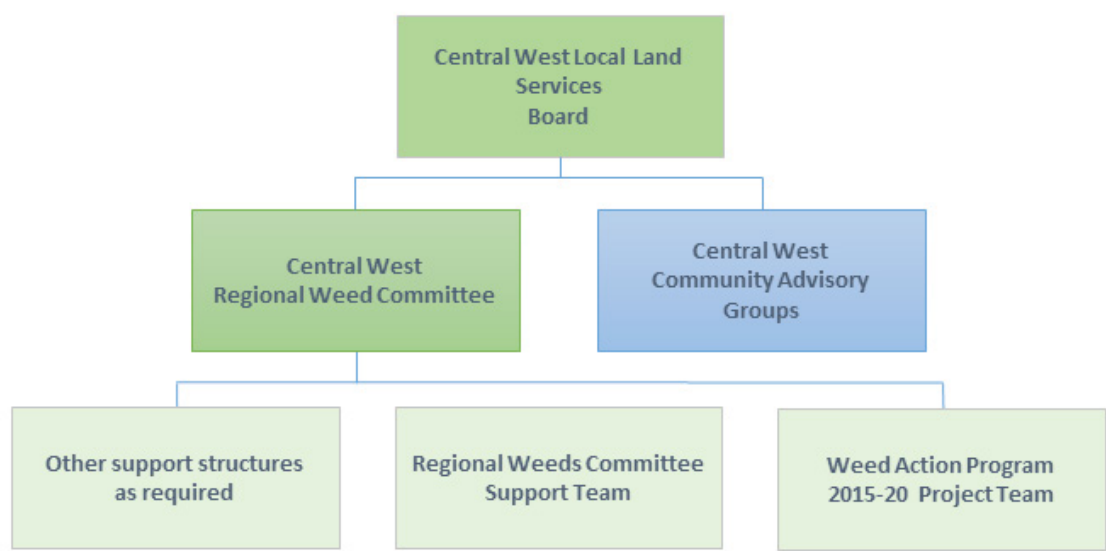 Central West Local Land
Services
Board
Central West
Regional Weed Committee
Central West
Community Advisory
Groups
Other support structures
as required
Regional Weeds Committee
Support Team
Weed Action Program
2015-20 Project Team